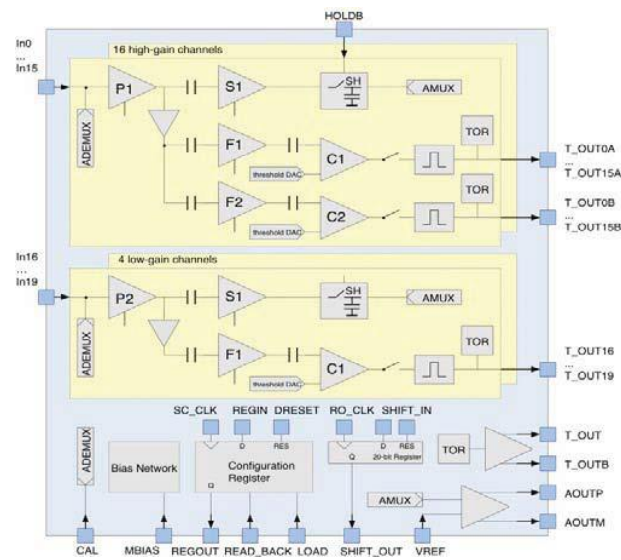 HOLDB
In0
...
In15
16 high-gain channels
P1
S1
SH
AMUX
ADEMUX
F1
C1
threshold DAC
TOR
T_OUT0A
...
T_OUT15A
F2
C2
threshold DAC
TOR
T_OUT0B
...
T_OUT15B
In16
...
In19
4 low-gain channels
P2
S1
SH
AMUX
ADEMUX
F1
C1
threshold DAC
TOR
T_OUT16
...
T_OUT19
SC_CLK REGIN DRESET RO_CLK SHIFT_IN
ADEMUX
Bias Network
D RES
Configuration
Register
Q
D RES
Q 20-bit Register
TOR
T_OUT
T_OUTB
AMUX
AOUTP
AOUTM
CAL MBIAS REGOUT READ_BACK LOAD SHIFT_OUT VREF